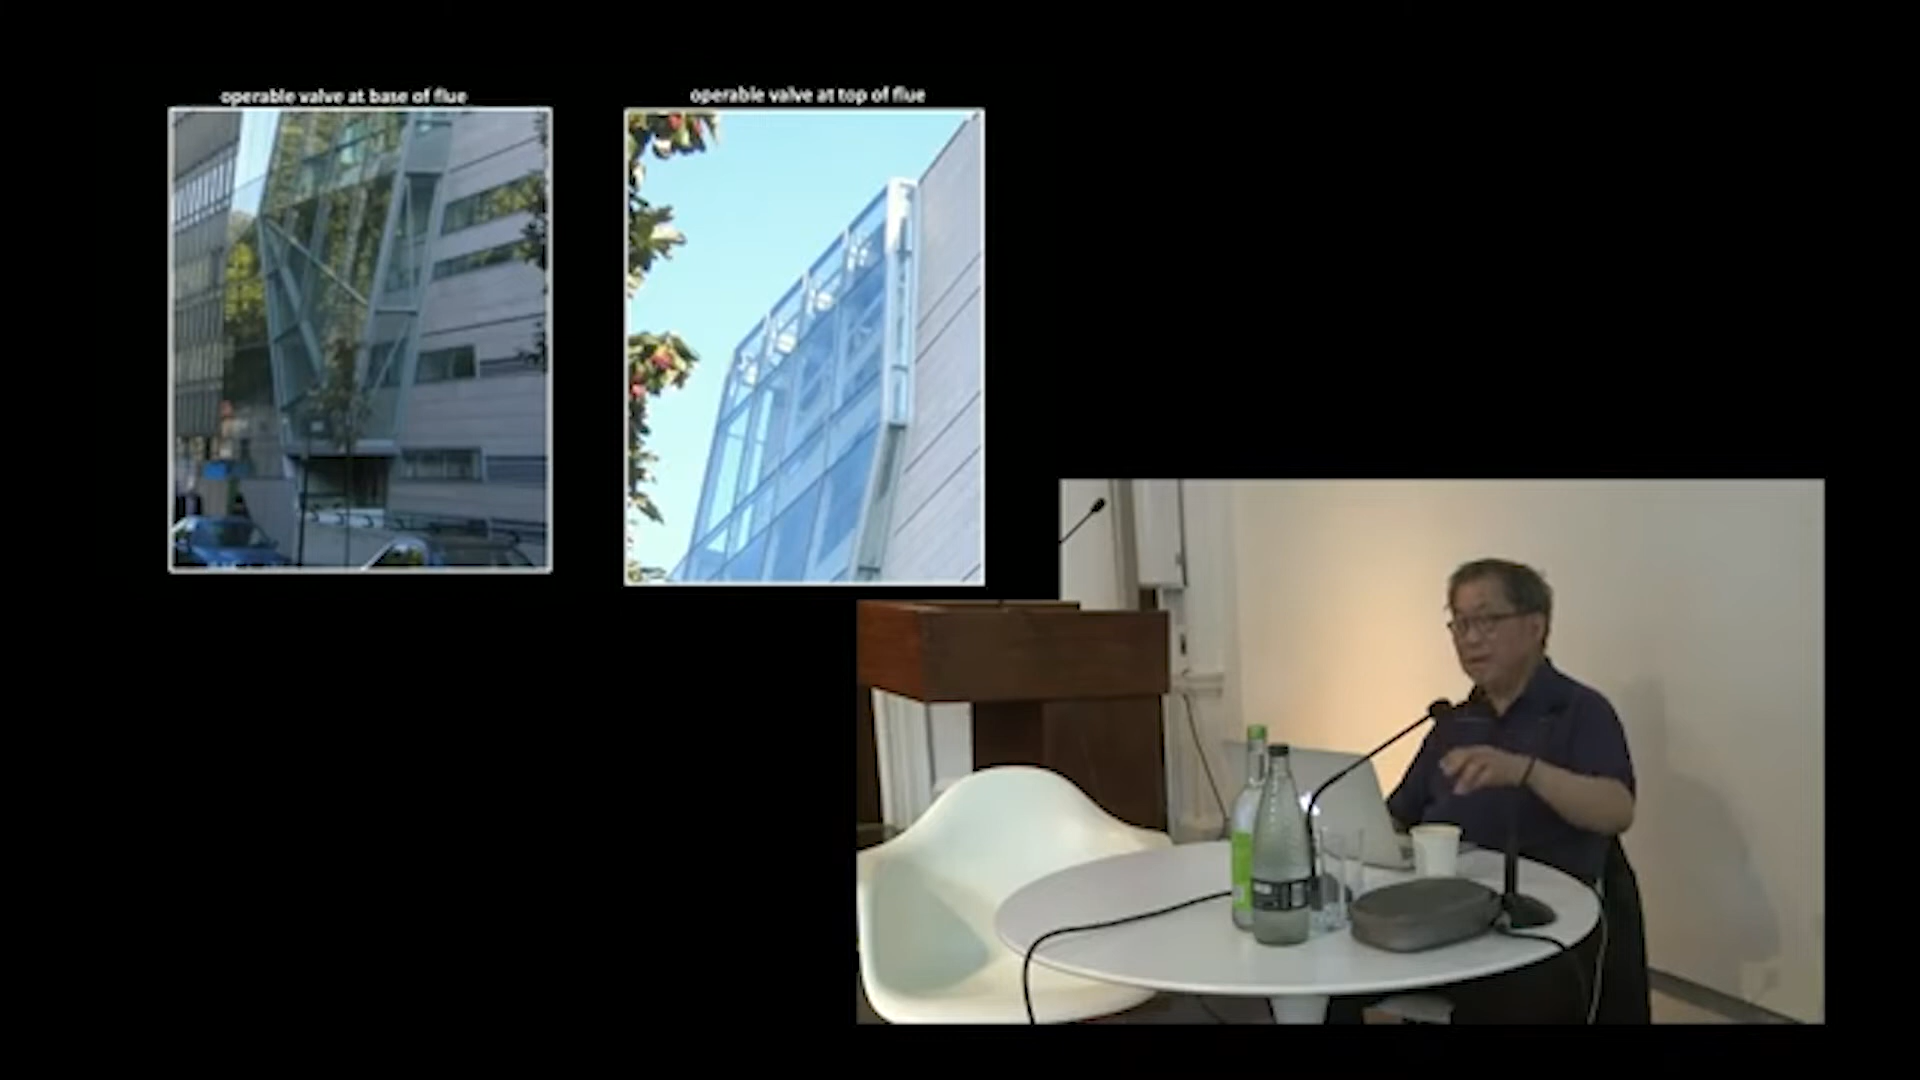 operable valve at base of flue
operable valve at top of flue